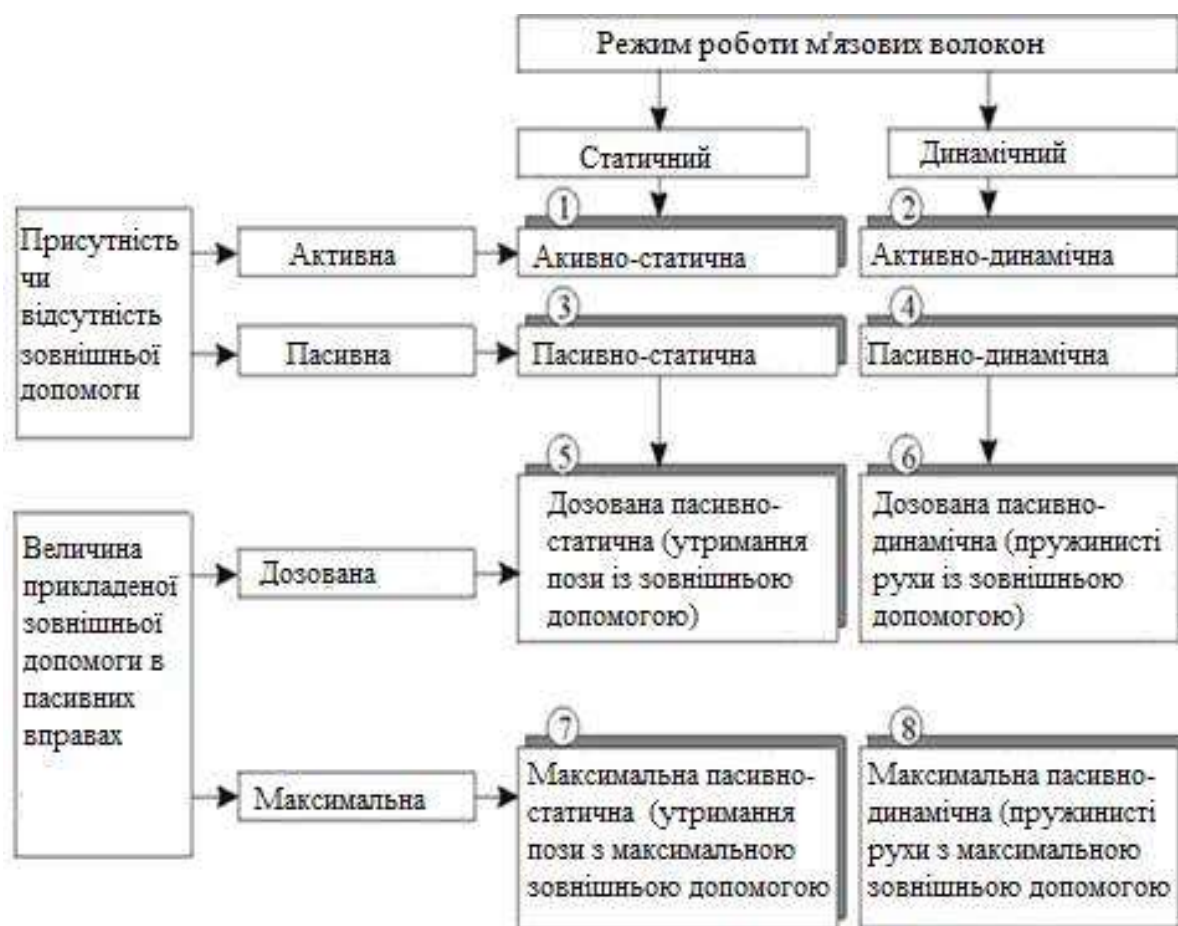 Режим роботи м'язових волокон
Статичний
Динамічний
Присутність
чи
відсутність
зовнішньої
допомоги
Активна
1
Акивно-статична
2
Активно-динамічна
Пасивна
3
Пасивно-статична
4
Пасивно-динамічна
Величина
прикладеної
зовнішньої
допомоги в
пасивних
вправах
Дозована
5
Дозована пасивно-
статична (утримання
пози із зовнішньою
допомогою)
6
Дозована пасивно-
динамічна (пружинисті
рухи із зовнішньою
допомогою)
Максимальна
7
Максимальна пасивно-
статична (утримання
пози з максимальною
зовнішньою допомогою
8
Максимальна пасивно-
динамічна (пружинисті
рухи з максимальною
зовнішньою допомогою